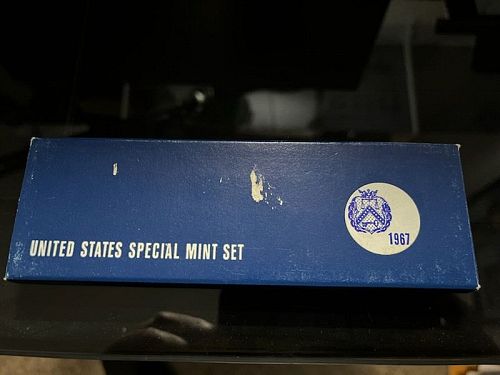 UNITED STATES SPECIAL MINT SET
1967